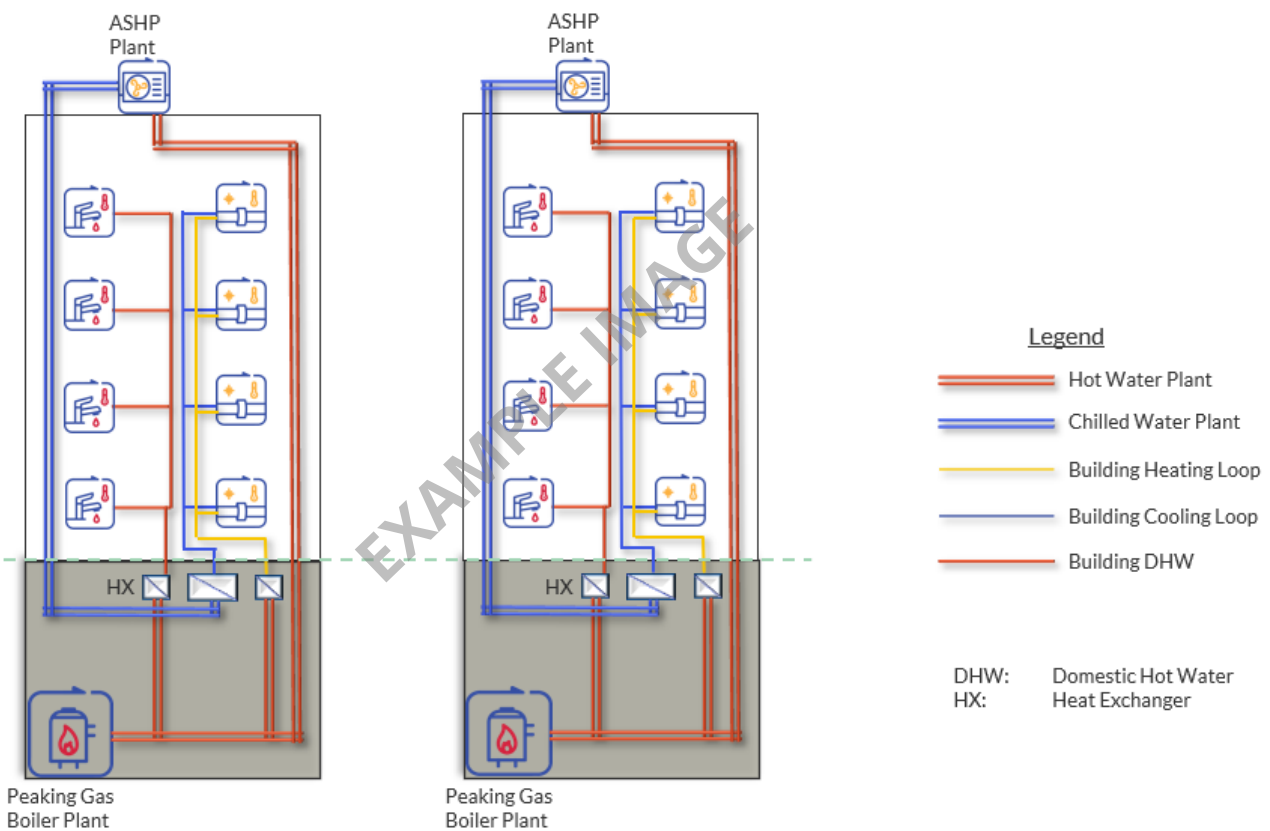 ASHP
Plant
ASHP
Plant
EXAMPLE IMAGE
Legend
Hot Water Plant
Chilled Water Plant
Building Heating Loop
Building Cooling Loop
Building DHW
HX
HX
DHW: Domestic Hot Water
HX: Heat Exchanger
Peaking Gas
Boiler Plant
Peaking Gas
Boiler Plant